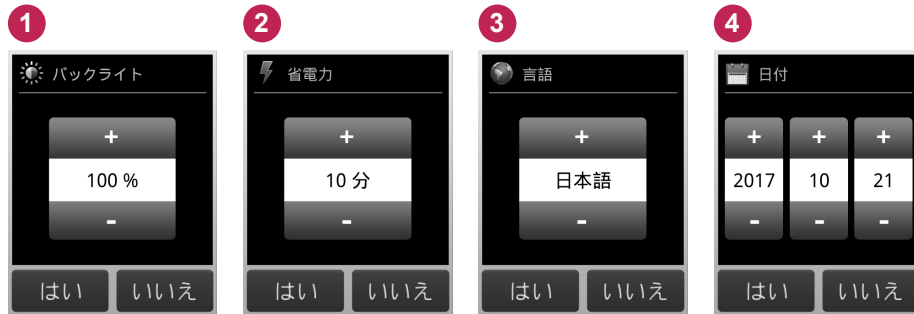 1
バックライト
+
100 %
-
はい いいえ
2
省電力
+
10 分
-
はい いいえ
3
言語
+
日本語
-
はい いいえ
4
日付
+ + +
2017 10 21
- - -
はい いいえ